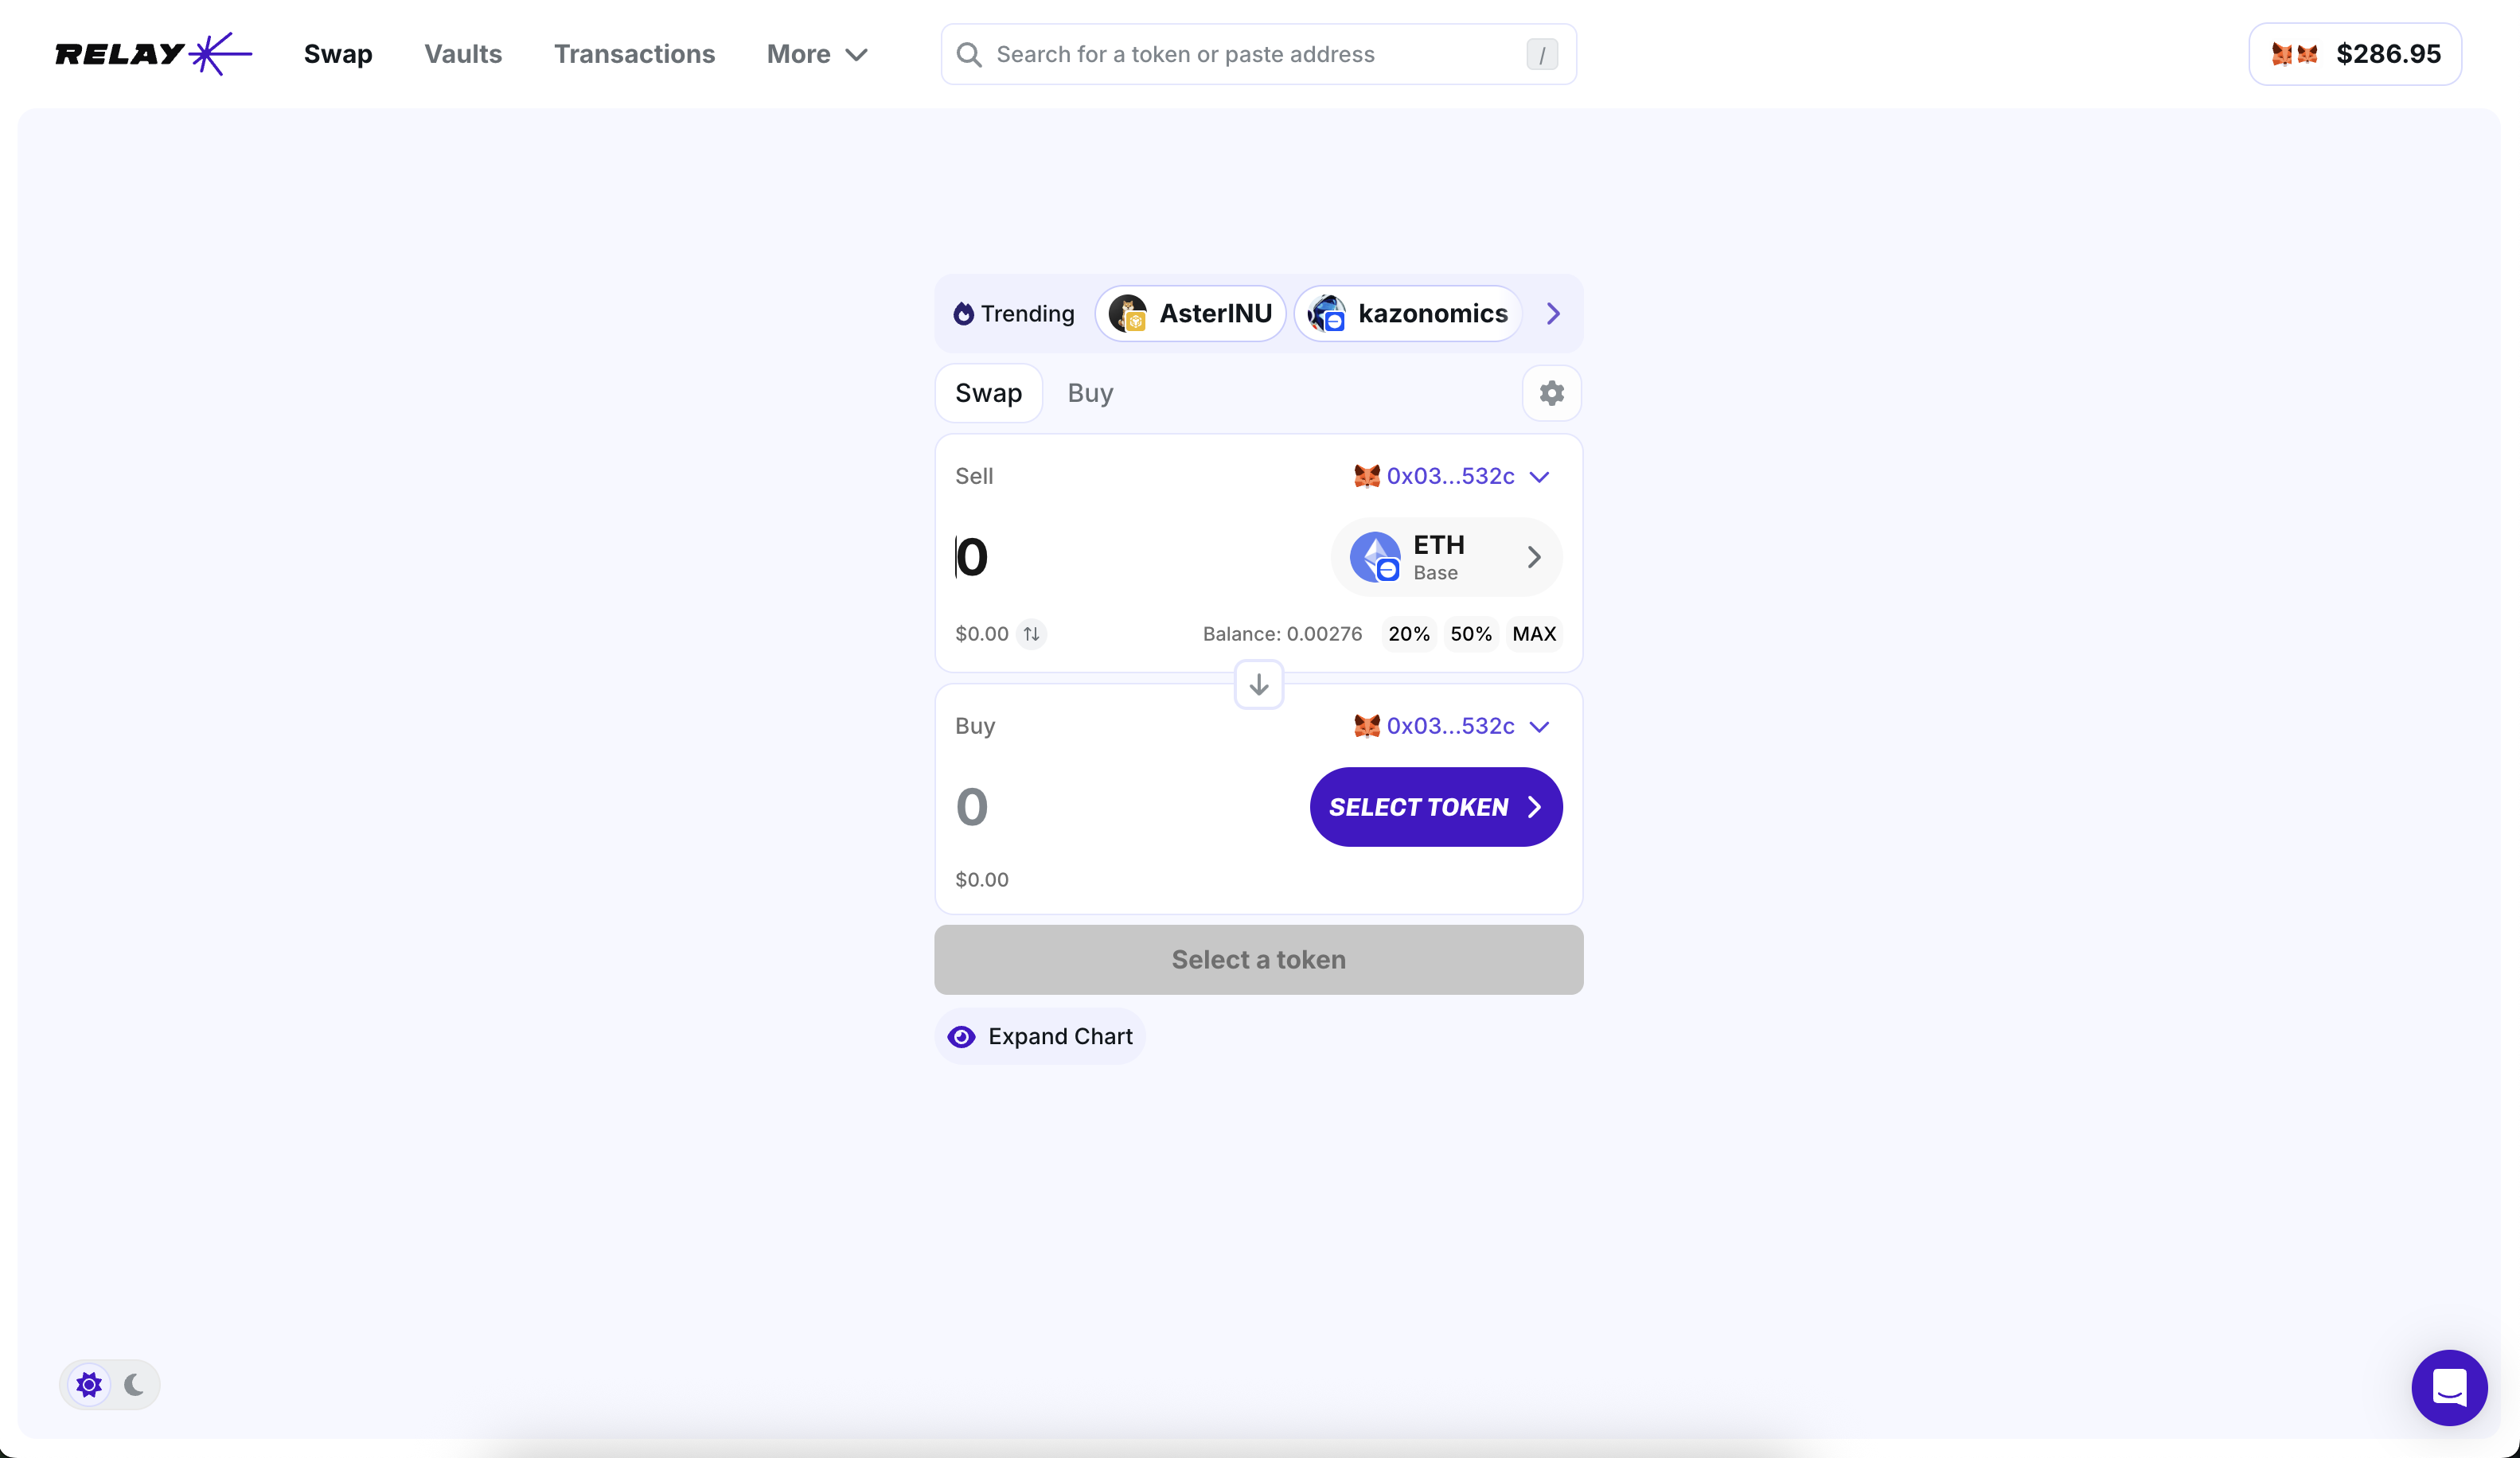 RELAY Swap Vaults Transactions More Search for a token or paste address / $286.95
Trending AsterINU kazonomics
Swap Buy
Sell 0x03...532c
0 ETH
Base
$0.00 Balance: 0.00276 20% 50% MAX
Buy 0x03...532c
0 SELECT TOKEN
$0.00
Select a token
Expand Chart